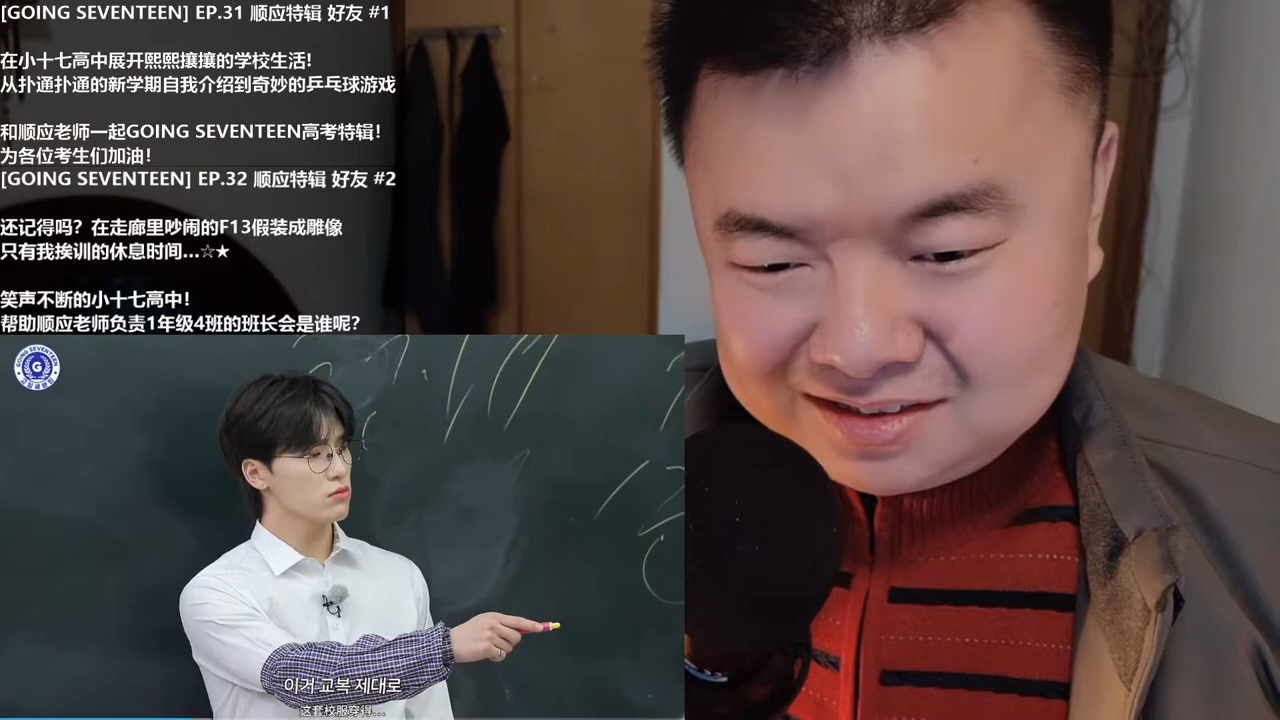 [GOING SEVENTEEN] EP.31 顺应特辑 好友 #1
在小十七高中展开熙熙攘攘的学校生活!
从扑通扑通的新学期自我介绍到奇妙的乒乓球游戏
和顺应老师一起GOING SEVENTEEN高考特辑!
为各位考生们加油!
[GOING SEVENTEEN] EP.32 顺应特辑 好友 #2
还记得吗? 在走廊里吵闹的F13假装成雕像
只有我挨训的休息时间...☆★
笑声不断的小十七高中!
帮助顺应老师负责1年级4班的班长会是谁呢?
GOING SEVENTEEN
G
이거 교복 제대로
这套校服穿得...